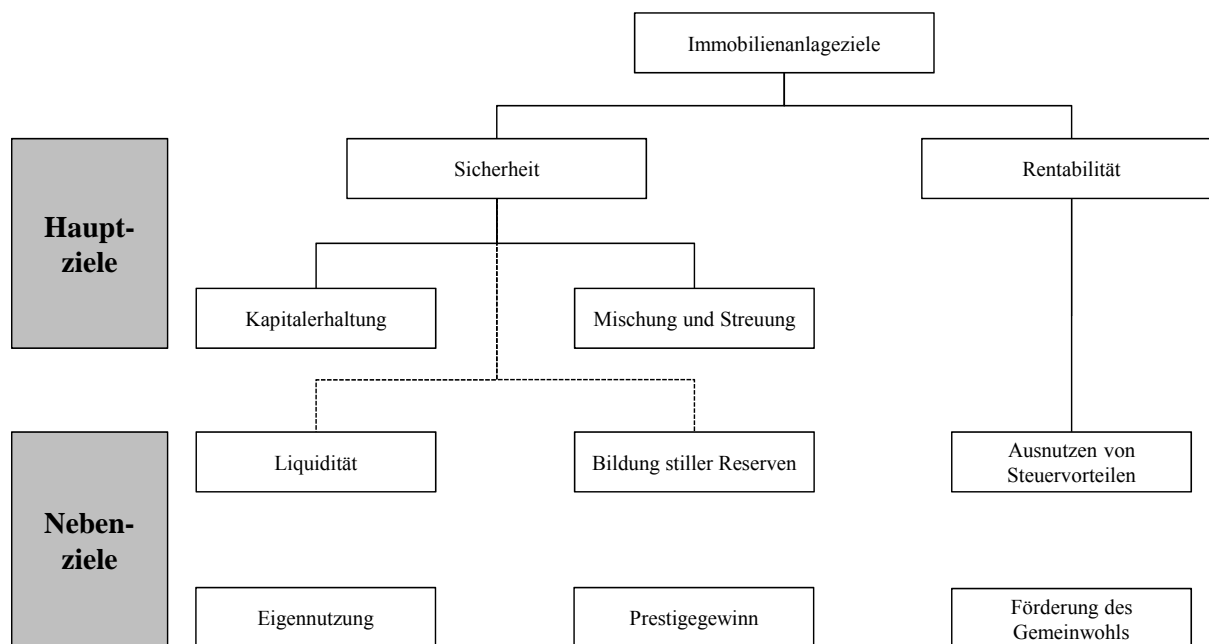 Immobilienanlageziele
Sicherheit
Rentabilität
Haupt-
ziele
Kapitalerhaltung
Mischung und Streuung
Liquidität
Bildung stiller Reserven
Ausnutzen von
Steuervorteilen
Neben-
ziele
Eigennutzung
Prestigegewinn
Förderung des
Gemeinwohls